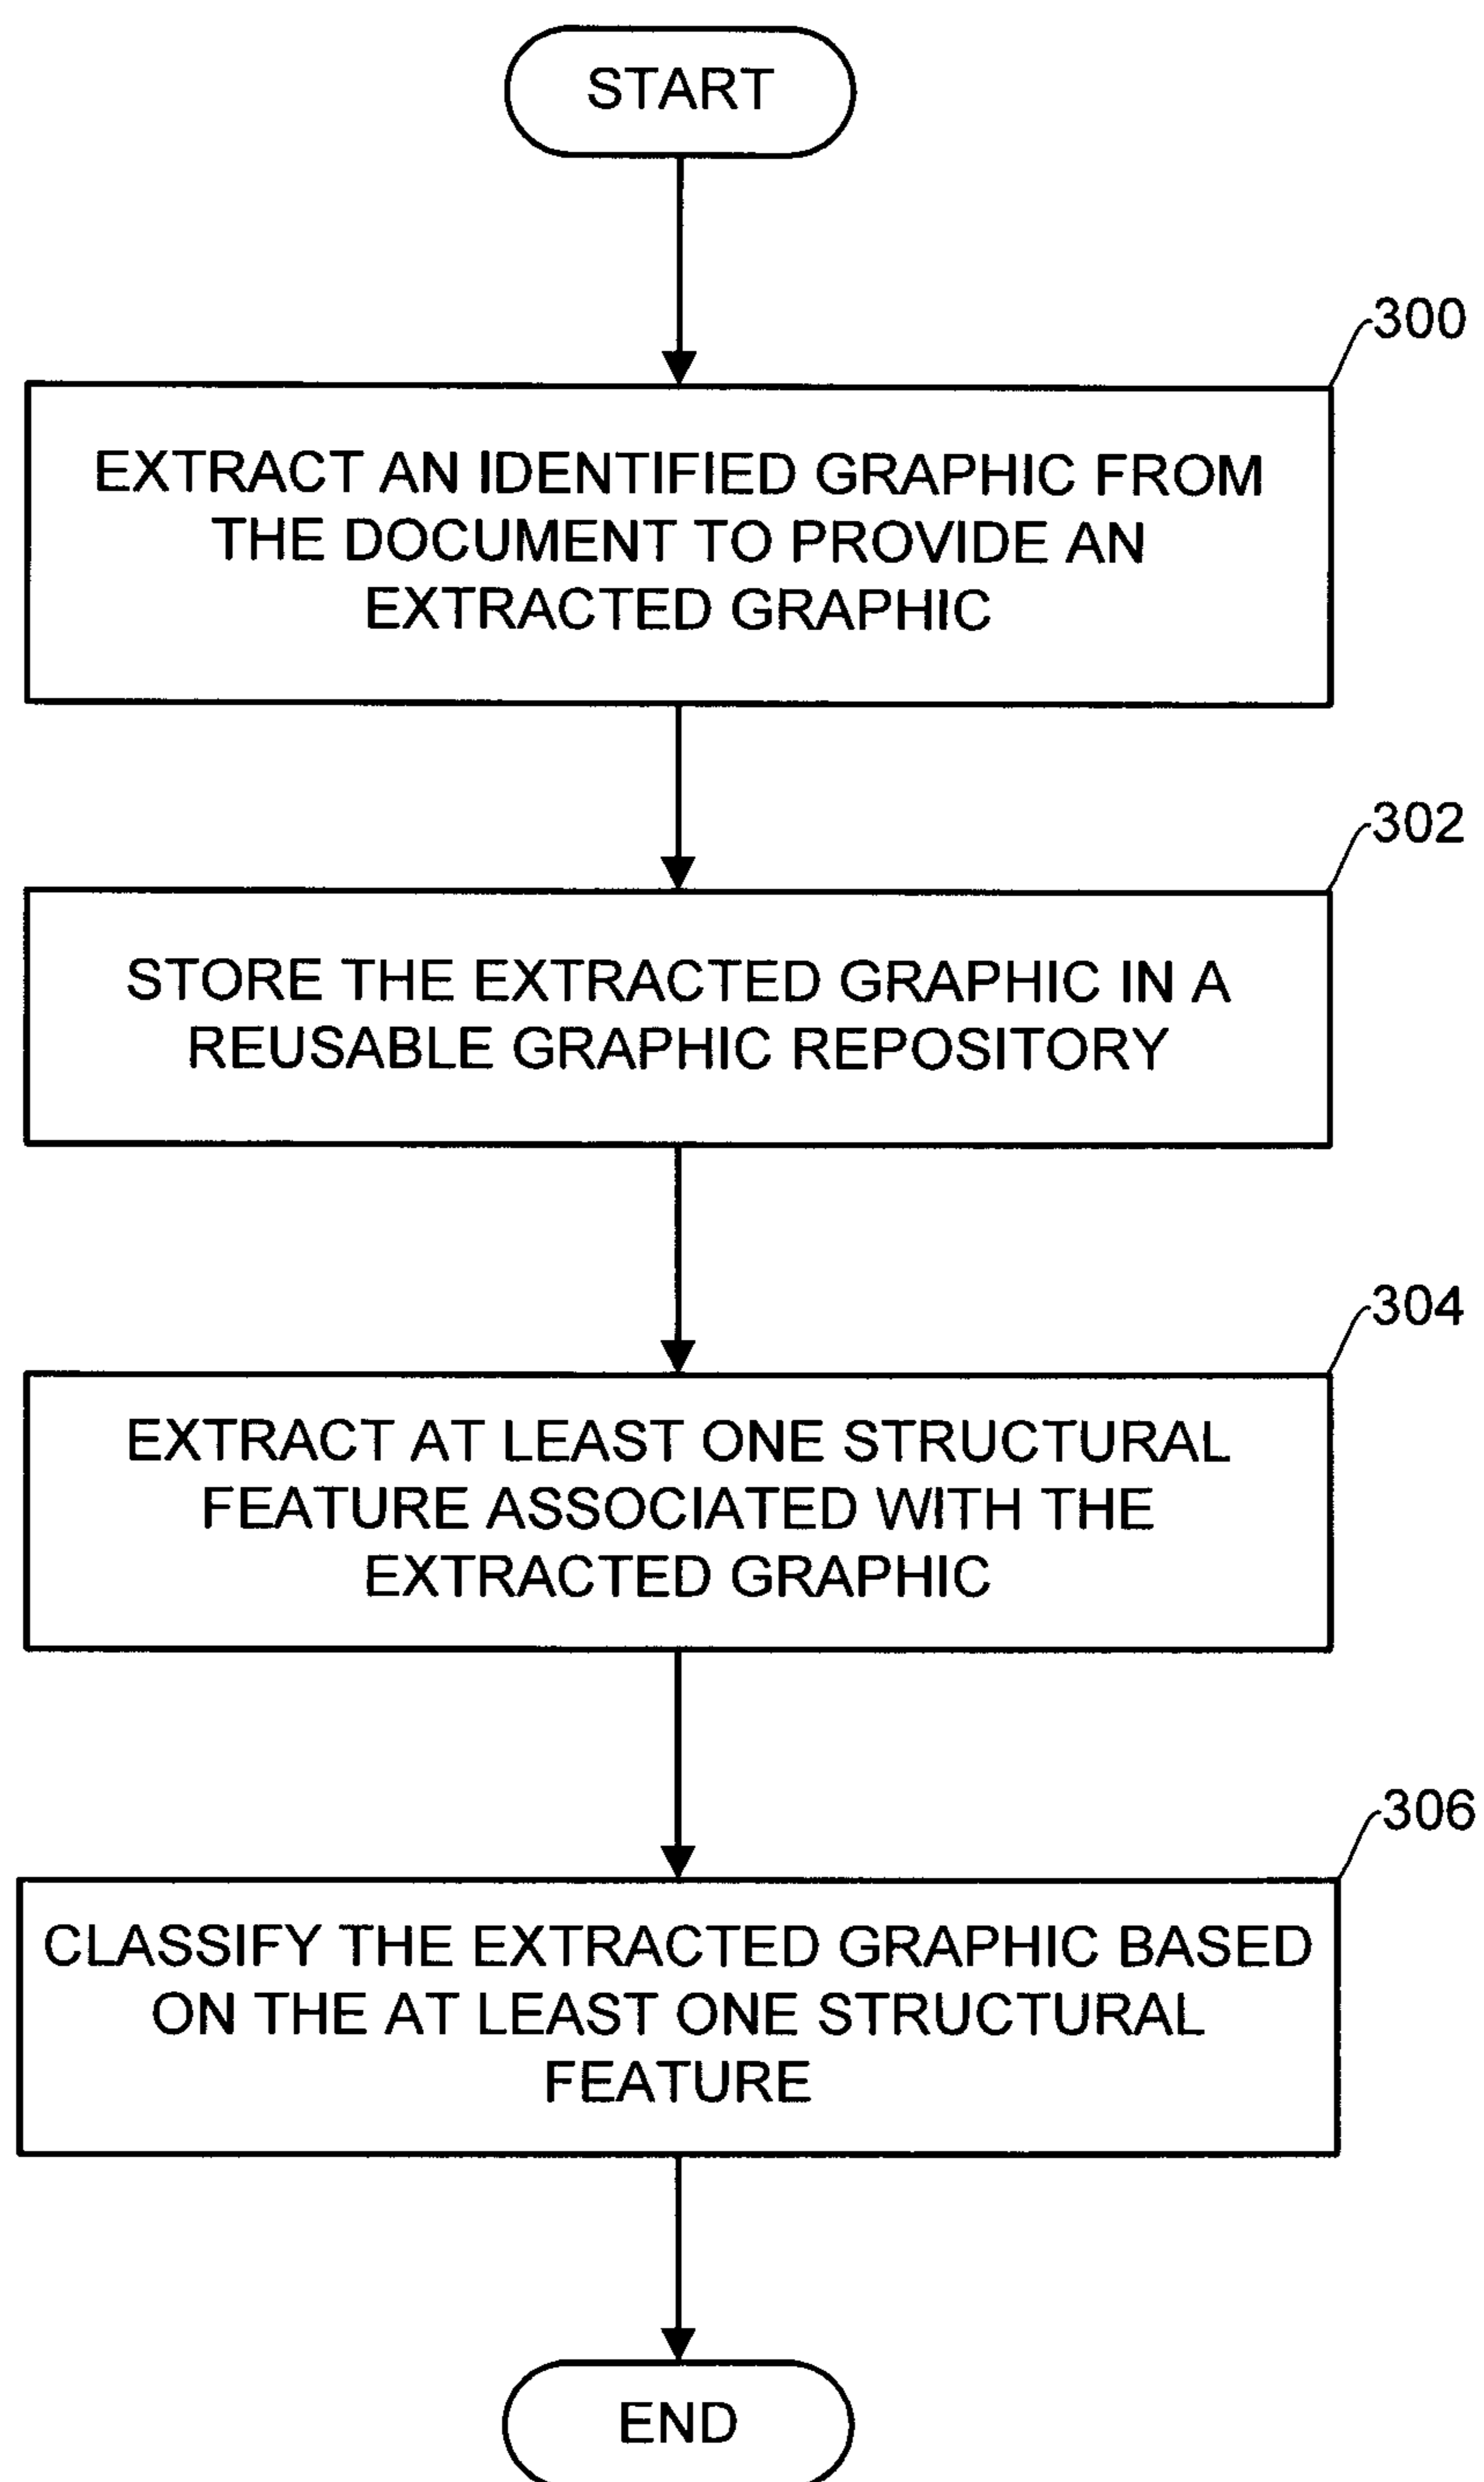 START
300
EXTRACT AN IDENTIFIED GRAPHIC FROM
THE DOCUMENT TO PROVIDE AN
EXTRACTED GRAPHIC
302
STORE THE EXTRACTED GRAPHIC IN A
REUSABLE GRAPHIC REPOSITORY
304
EXTRACT AT LEAST ONE STRUCTURAL
FEATURE ASSOCIATED WITH THE
EXTRACTED GRAPHIC
306
CLASSIFY THE EXTRACTED GRAPHIC BASED
ON THE AT LEAST ONE STRUCTURAL
FEATURE
END